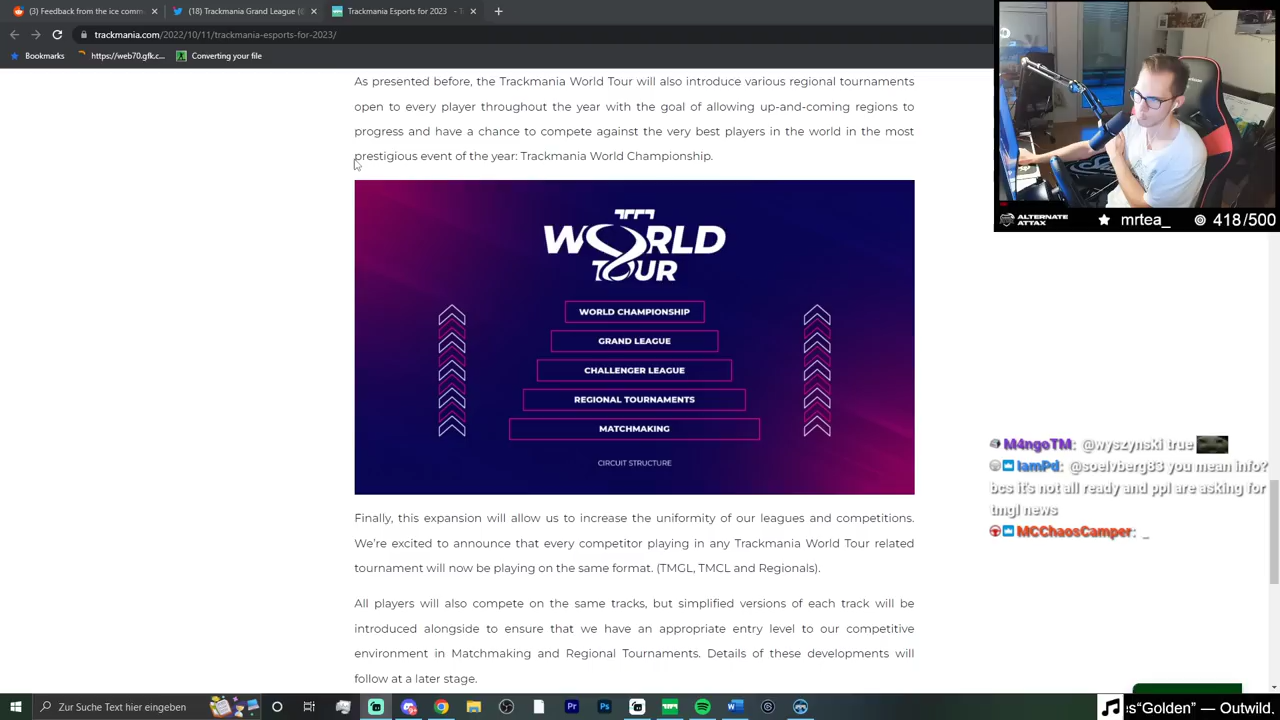 (3) Feedback from the ice comm
(18) Trackmania Grand League (
Trackmania Esports for 2023
trackmania.com/2022/10/11/trackmania-esports-for-2023/
Bookmarks
https://web70.gfk.c...
Converting your file
As presented before, the Trackmania World Tour will also introduce various regional tournaments
open to every player throughout the year with the goal of allowing up-and-coming regions to
progress and have a chance to compete against the very best players in the world in the most
prestigious event of the year: Trackmania World Championship.
WORLD
TOUR
WORLD CHAMPIONSHIP
GRAND LEAGUE
CHALLENGER LEAGUE
REGIONAL TOURNAMENTS
MATCHMAKING
CIRCUIT STRUCTURE
Finally, this expansion will allow us to increase the uniformity of our leagues and competitions.
to announce that every competitor playing in any Trackmania World Tour related
tournament will now be playing on the same format. (TMGL, TMCL and Regionals).
All players will also compete on the same tracks, but simplified versions of each track will be
introduced alongside to ensure that we have an appropriate entry level to our competitive
environment in Matchmaking and Regional Tournaments. Details of these developments will
follow at a later stage.
ALTERNATE
ATTAX
mrtea_
418/500
M4ngoTM: @wyszynski true
IamPd: @soelvberg83 you mean info?
bcs it's not all ready and ppl are asking for
tmgl news
MCChaosCamper: _
Zur Suche Text hier eingeben
es“Golden” — Outwild.